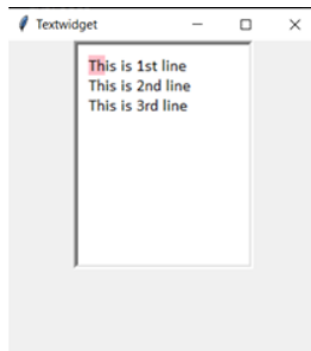 Textwidget
This is 1st line
This is 2nd line
This is 3rd line